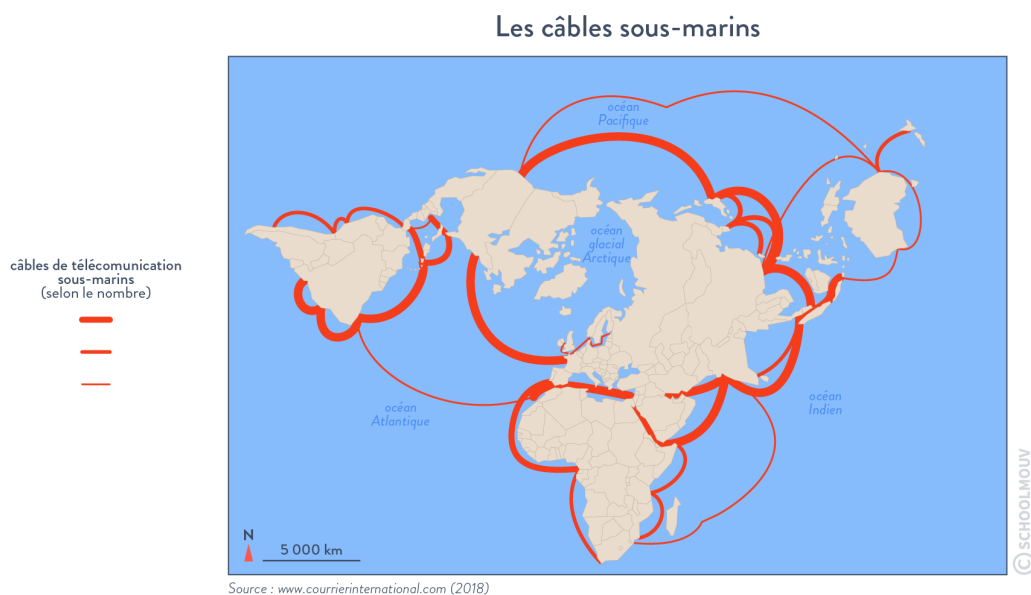 Les câbles sous-marins
câbles de télécomunication
sous-marins
(selon le nombre)
océan
Pacifique
océan
glacial
Arctique
océan
Atlantique
océan
Indien
N
5 000 km
Source : www.courrierinternational.com (2018)
© SCHOOLMOUV